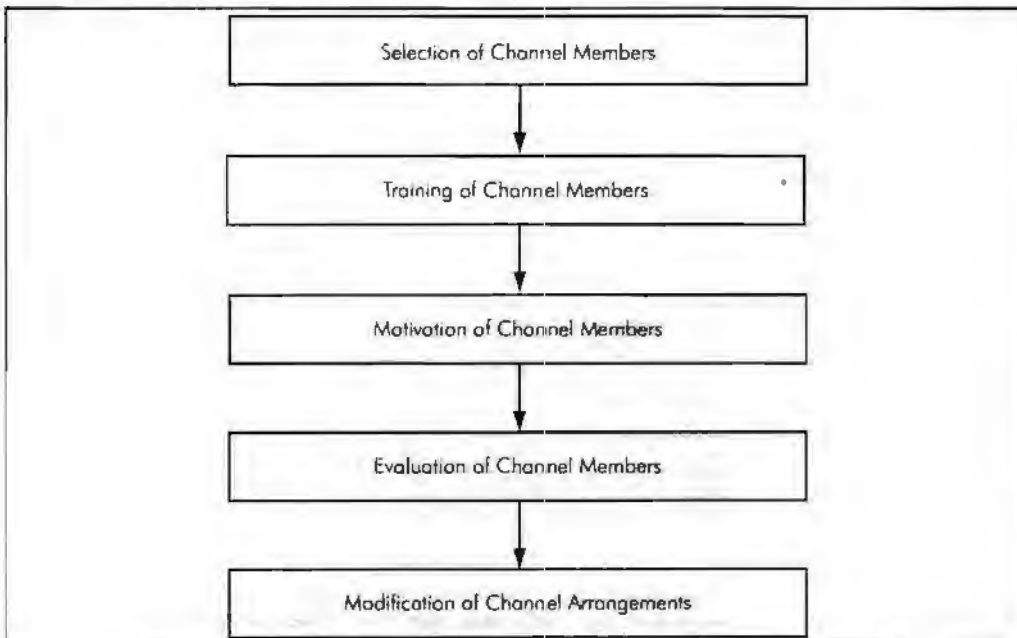 Selection of Channel Members
Training of Channel Members
Motivation of Channel Members
Evaluation of Channel Members
Modification of Channel Arrangements